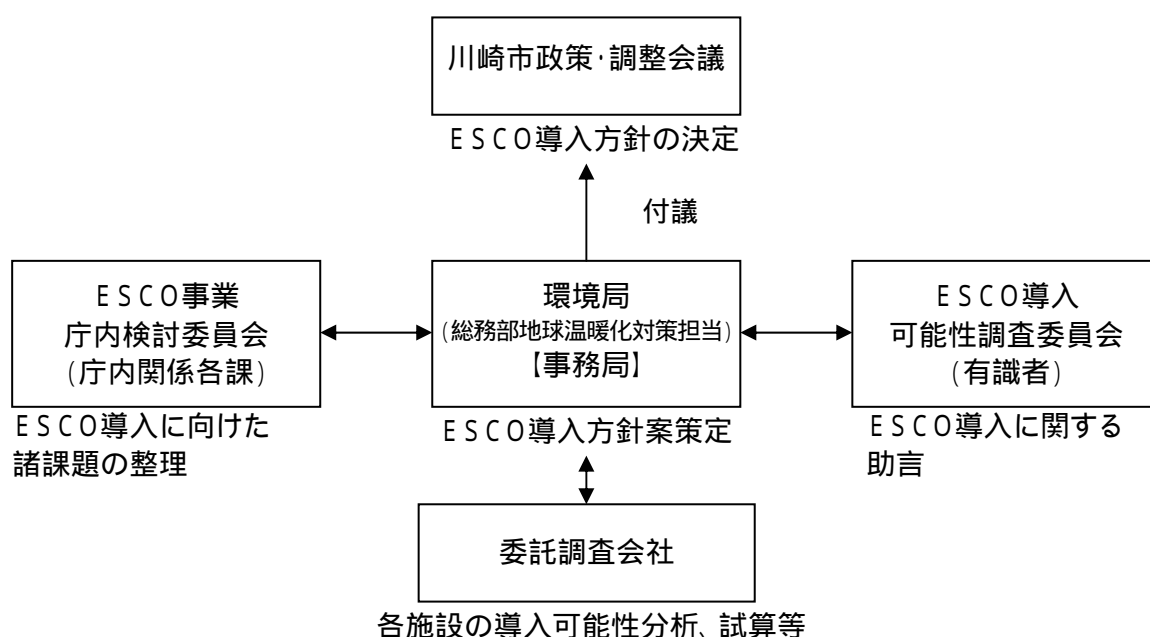 川崎市政策・調整会議
ESCO導入方針の決定
付議
ESCO事業
庁内検討委員会
(庁内関係各課)
ESCO導入に向けた
諸課題の整理
環境局
(総務部地球温暖化対策担当)
【事務局】
ESCO導入方針案策定
ESCO導入
可能性調査委員会
(有識者)
ESCO導入に関する
助言
委託調査会社
各施設の導入可能性分析、試算等